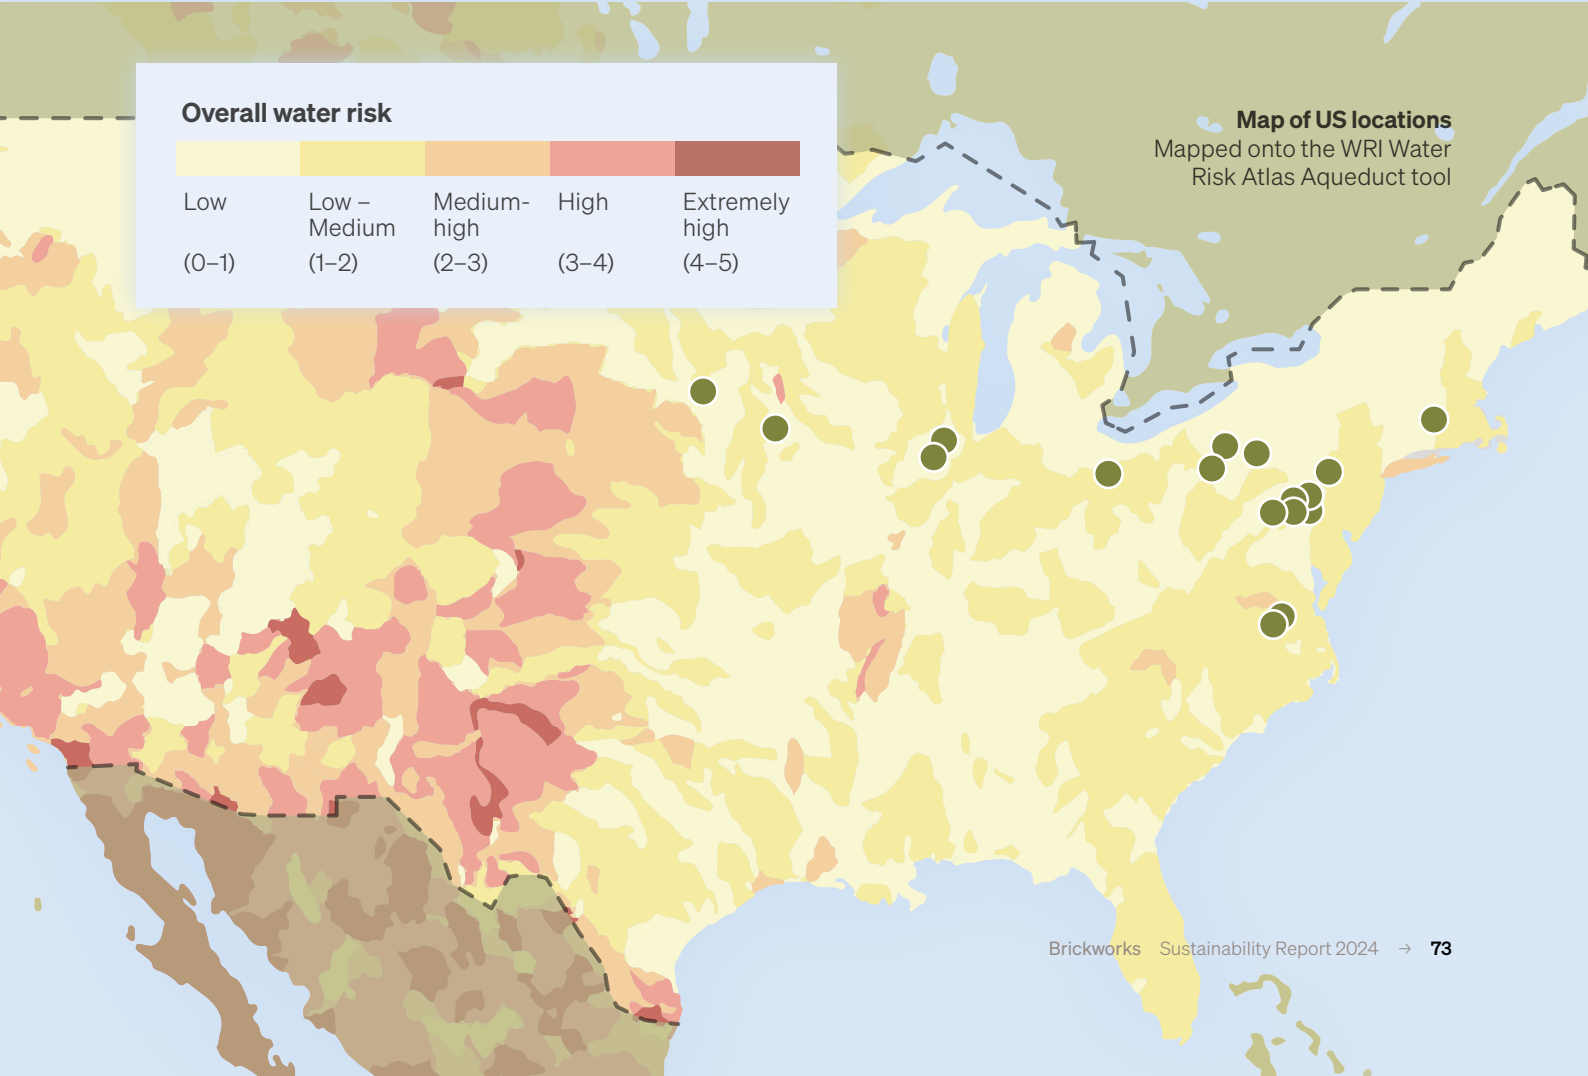 Overall water risk
Low
(0–1)
Low –
Medium
(1–2)
Medium-
high
(2–3)
High
(3–4)
Extremely
high
(4–5)
Map of US locations
Mapped onto the WRI Water
Risk Atlas Aqueduct tool
Brickworks Sustainability Report 2024 → 73